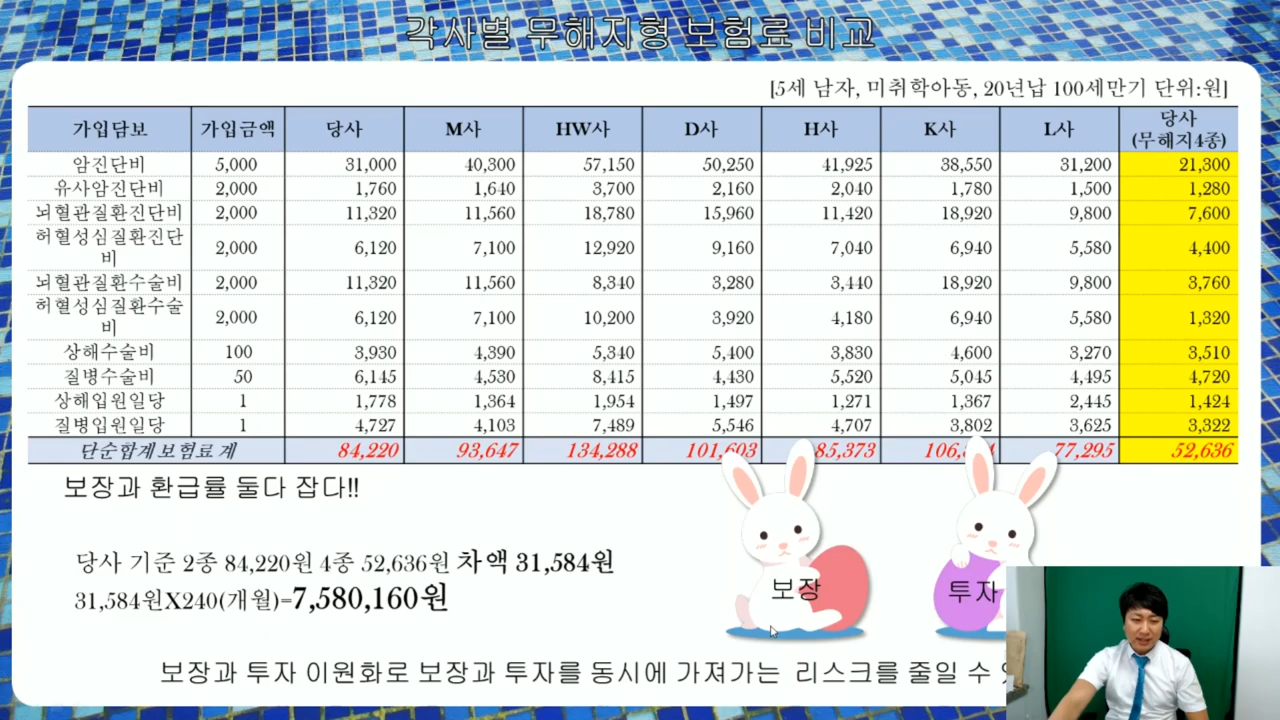 각사별 무해지형 보험료 비교
[5세 남자, 미취학아동, 20년납 100세만기 단위:원]
가입담보 가입금액 당사 M사 HW사 D사 H사 K사 L사 당사 (무해지4종)
암진단비 5,000 31,000 40,300 57,150 50,250 41,925 38,550 31,200 21,300
유사암진단비 2,000 1,760 1,640 3,700 2,160 2,040 1,780 1,500 1,280
뇌혈관질환진단비 2,000 11,320 11,560 18,780 15,960 11,420 18,920 9,800 7,600
허혈성심질환진단비 2,000 6,120 7,100 12,920 9,160 7,040 6,940 5,580 4,400
뇌혈관질환수술비 2,000 11,320 11,560 8,340 3,280 3,440 18,920 9,800 3,760
허혈성심질환수술비 2,000 6,120 7,100 10,200 3,920 4,180 6,940 5,580 1,320
상해수술비 100 3,930 4,390 5,340 5,400 3,830 4,600 3,270 3,510
질병수술비 50 6,145 4,530 8,415 4,430 5,520 5,045 4,495 4,720
상해입원일당 1 1,778 1,364 1,954 1,497 1,271 1,367 2,445 1,424
질병입원일당 1 4,727 4,103 7,489 5,546 4,707 3,802 3,625 3,322
단순합계보험료 계 84,220 93,647 134,288 101,603 85,373 77,295 52,636
보장과 환급률 둘다 잡다!!
당사 기준 2종 84,220원 4종 52,636원 차액 31,584원
31,584원X240(개월)=7,580,160원
보장
투자
보장과 투자 이원화로 보장과 투자를 동시에 가져가는 리스크를 줄일 수